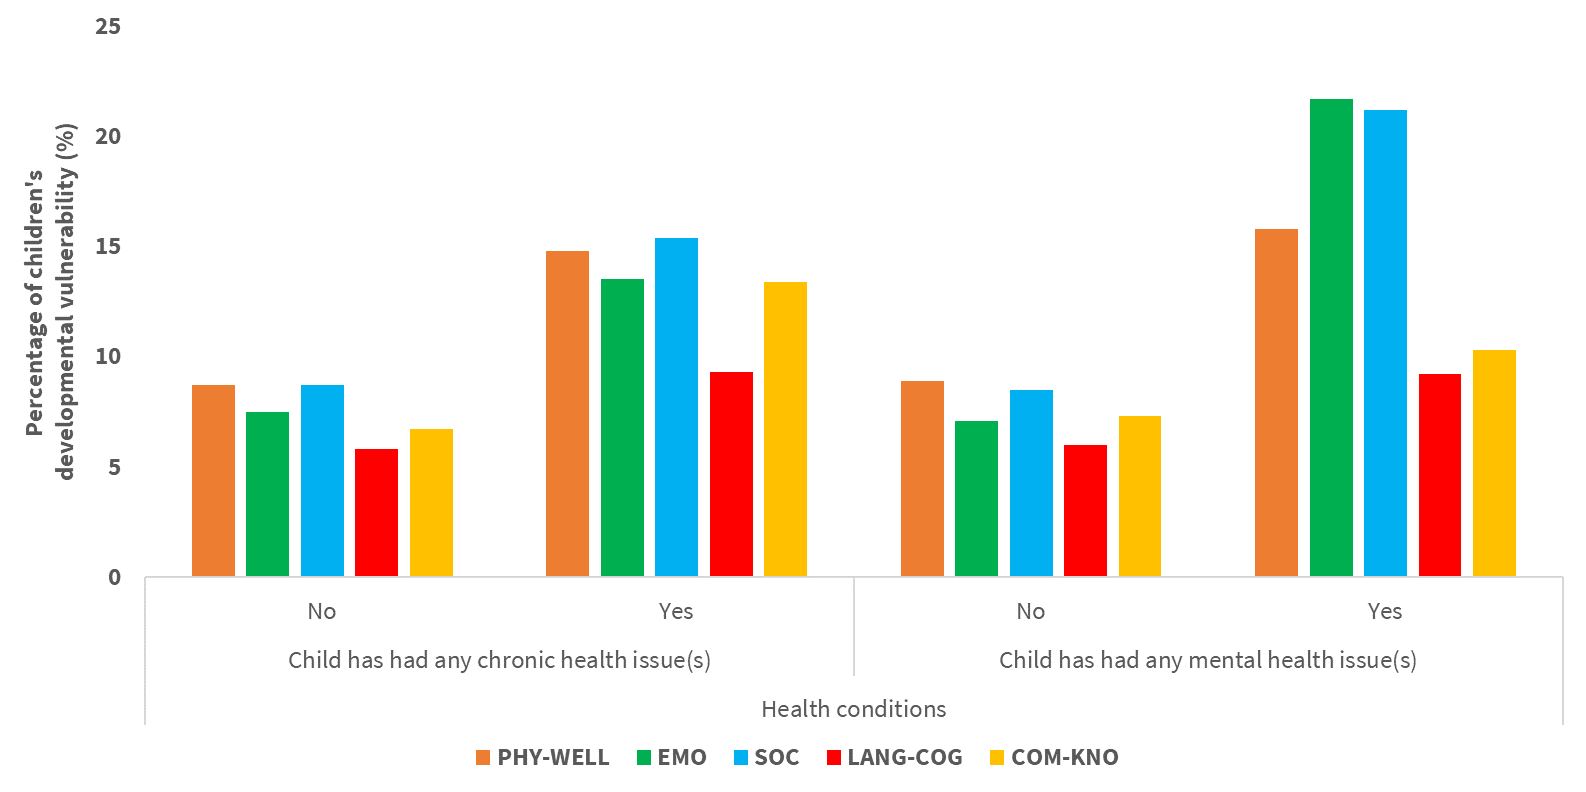 25
20
15
10
5
0
Percentage of children's
developmental vulnerability (%)
No
Yes
No
Yes
Child has had any chronic health issue(s)
Child has had any mental health issue(s)
Health conditions
PHY-WELL
EMO
SOC
LANG-COG
COM-KNO